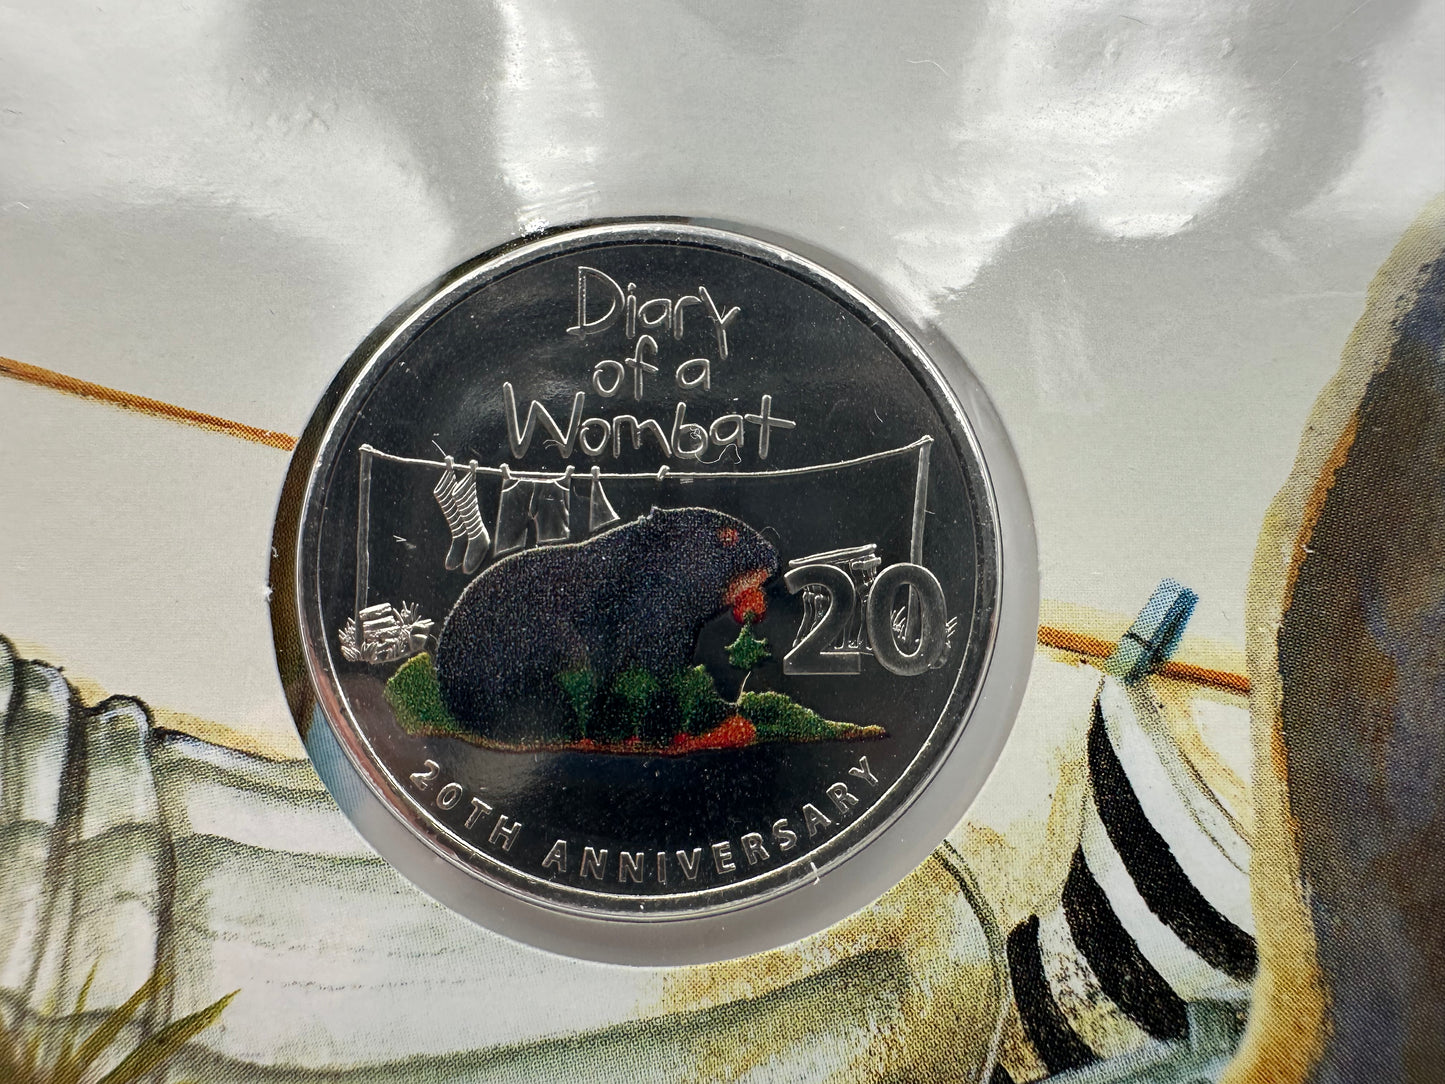 Diary
of a
Wombat
20
20TH ANNIVERSARY